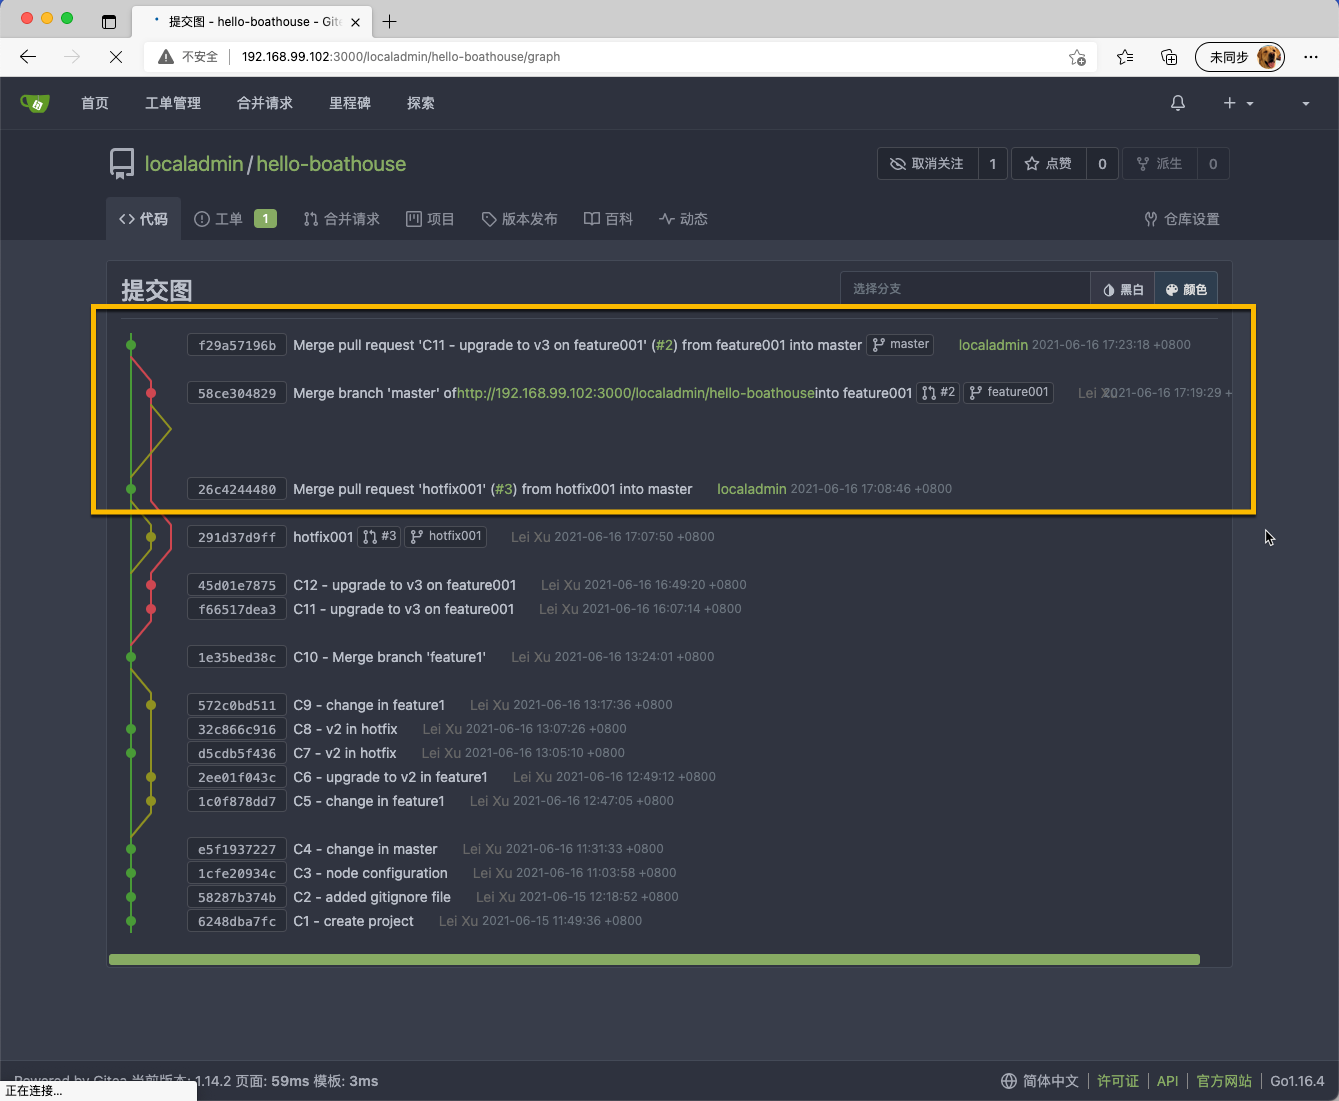 提交图 - hello-boathouse - Gite
不安全 192.168.99.102:3000/localadmin/hello-boathouse/graph 未同步
首页 工单管理 合并请求 里程碑 探索
localadmin/hello-boathouse 取消关注 1 点赞 0 派生 0
代码 工单 1 合并请求 项目 版本发布 百科 动态 仓库设置
提交图 选择分支 黑白 颜色
f29a57196b Merge pull request 'C11 - upgrade to v3 on feature001' (#2) from feature001 into master master localadmin 2021-06-16 17:23:18 +0800
58ce304829 Merge branch 'master' of http://192.168.99.102:3000/localadmin/hello-boathouse into feature001 #2 feature001 Lei Xu 2021-06-16 17:19:29 +
26c4244480 Merge pull request 'hotfix001' (#3) from hotfix001 into master localadmin 2021-06-16 17:08:46 +0800
291d37d9ff hotfix001 #3 hotfix001 Lei Xu 2021-06-16 17:07:50 +0800
45d01e7875 C12 - upgrade to v3 on feature001 Lei Xu 2021-06-16 16:49:20 +0800
f66517dea3 C11 - upgrade to v3 on feature001 Lei Xu 2021-06-16 16:07:14 +0800
1e35bed38c C10 - Merge branch 'feature1' Lei Xu 2021-06-16 13:24:01 +0800
572c0bd511 C9 - change in feature1 Lei Xu 2021-06-16 13:17:36 +0800
32c866c916 C8 - v2 in hotfix Lei Xu 2021-06-16 13:07:26 +0800
d5cdb5f436 C7 - v2 in hotfix Lei Xu 2021-06-16 13:05:10 +0800
2ee01f043c C6 - upgrade to v2 in feature1 Lei Xu 2021-06-16 12:49:12 +0800
1c0f878dd7 C5 - change in feature1 Lei Xu 2021-06-16 12:47:05 +0800
e5f1937227 C4 - change in master Lei Xu 2021-06-16 11:31:33 +0800
1cfe20934c C3 - node configuration Lei Xu 2021-06-16 11:03:58 +0800
58287b374b C2 - added gitignore file Lei Xu 2021-06-15 12:18:52 +0800
6248dba7fc C1 - create project Lei Xu 2021-06-15 11:49:36 +0800
Powered by Gitea 当前版本: 1.14.2 页面: 59ms 模板: 3ms 简体中文 许可证 API 官方网站 Go1.16.4
正在连接...